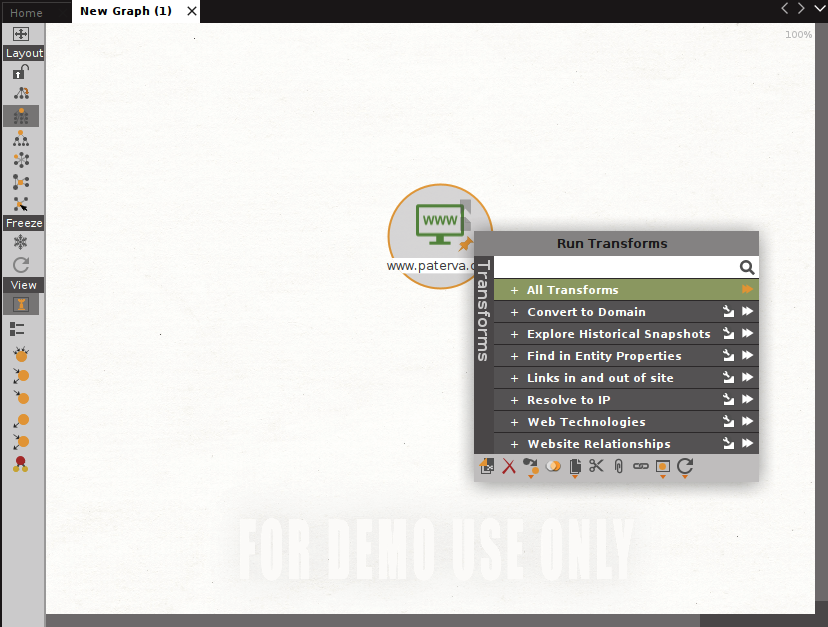 Home
New Graph (1)
100%
Layout
Freeze
View
WWW
www.paterva.c
Run Transforms
Transforms
+ All Transforms
+ Convert to Domain
+ Explore Historical Snapshots
+ Find in Entity Properties
+ Links in and out of site
+ Resolve to IP
+ Web Technologies
+ Website Relationships
FOR DEMO USE ONLY